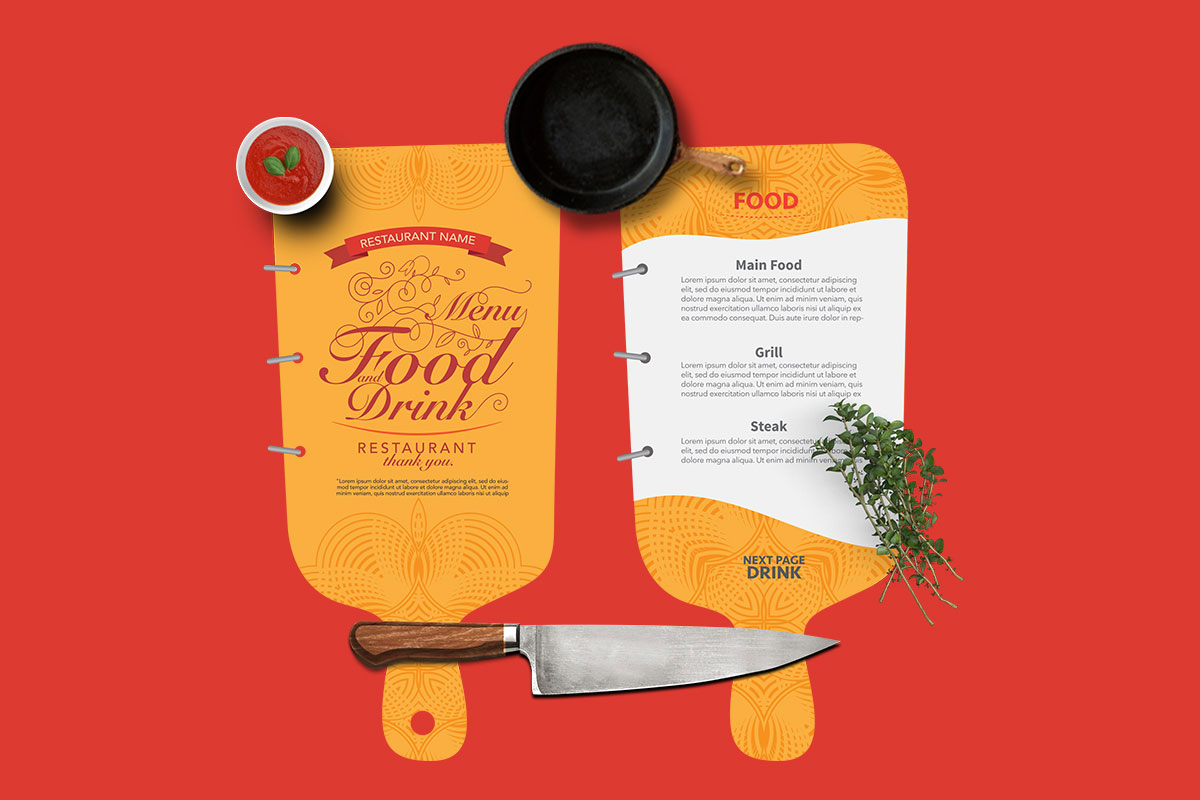 RESTAURANT NAME
Menu
Food
and
Drink
RESTAURANT
thank you.
"Lorem ipsum dolor sit amet, consectetur adipiscing elit, sed do eius-
mod tempor incididunt ut labore et dolore magna aliqua. Ut enim ad
minim veniam, quis nostrud exercitation ullamco laboris nisi ut aliquip
FOOD
Main Food
Lorem ipsum dolor sit amet, consectetur adipiscing
elit, sed do eiusmod tempor incididunt ut labore et
dolore magna aliqua. Ut enim ad minim veniam, quis
nostrud exercitation ullamco laboris nisi ut aliquip ex
ea commodo consequat. Duis aute irure dolor in rep-
Grill
Lorem ipsum dolor sit amet, consectetur adipiscing
elit, sed do eiusmod tempor incididunt ut labore et
dolore magna aliqua. Ut enim ad minim veniam, quis
nostrud exercitation ullamco laboris nisi ut aliquip ex
Steak
Lorem ipsum dolor sit amet, consectetur
elit, sed do eiusmod tempor incididunt
dolore magna aliqua. Ut enim ad minim veniam
NEXT PAGE
DRINK